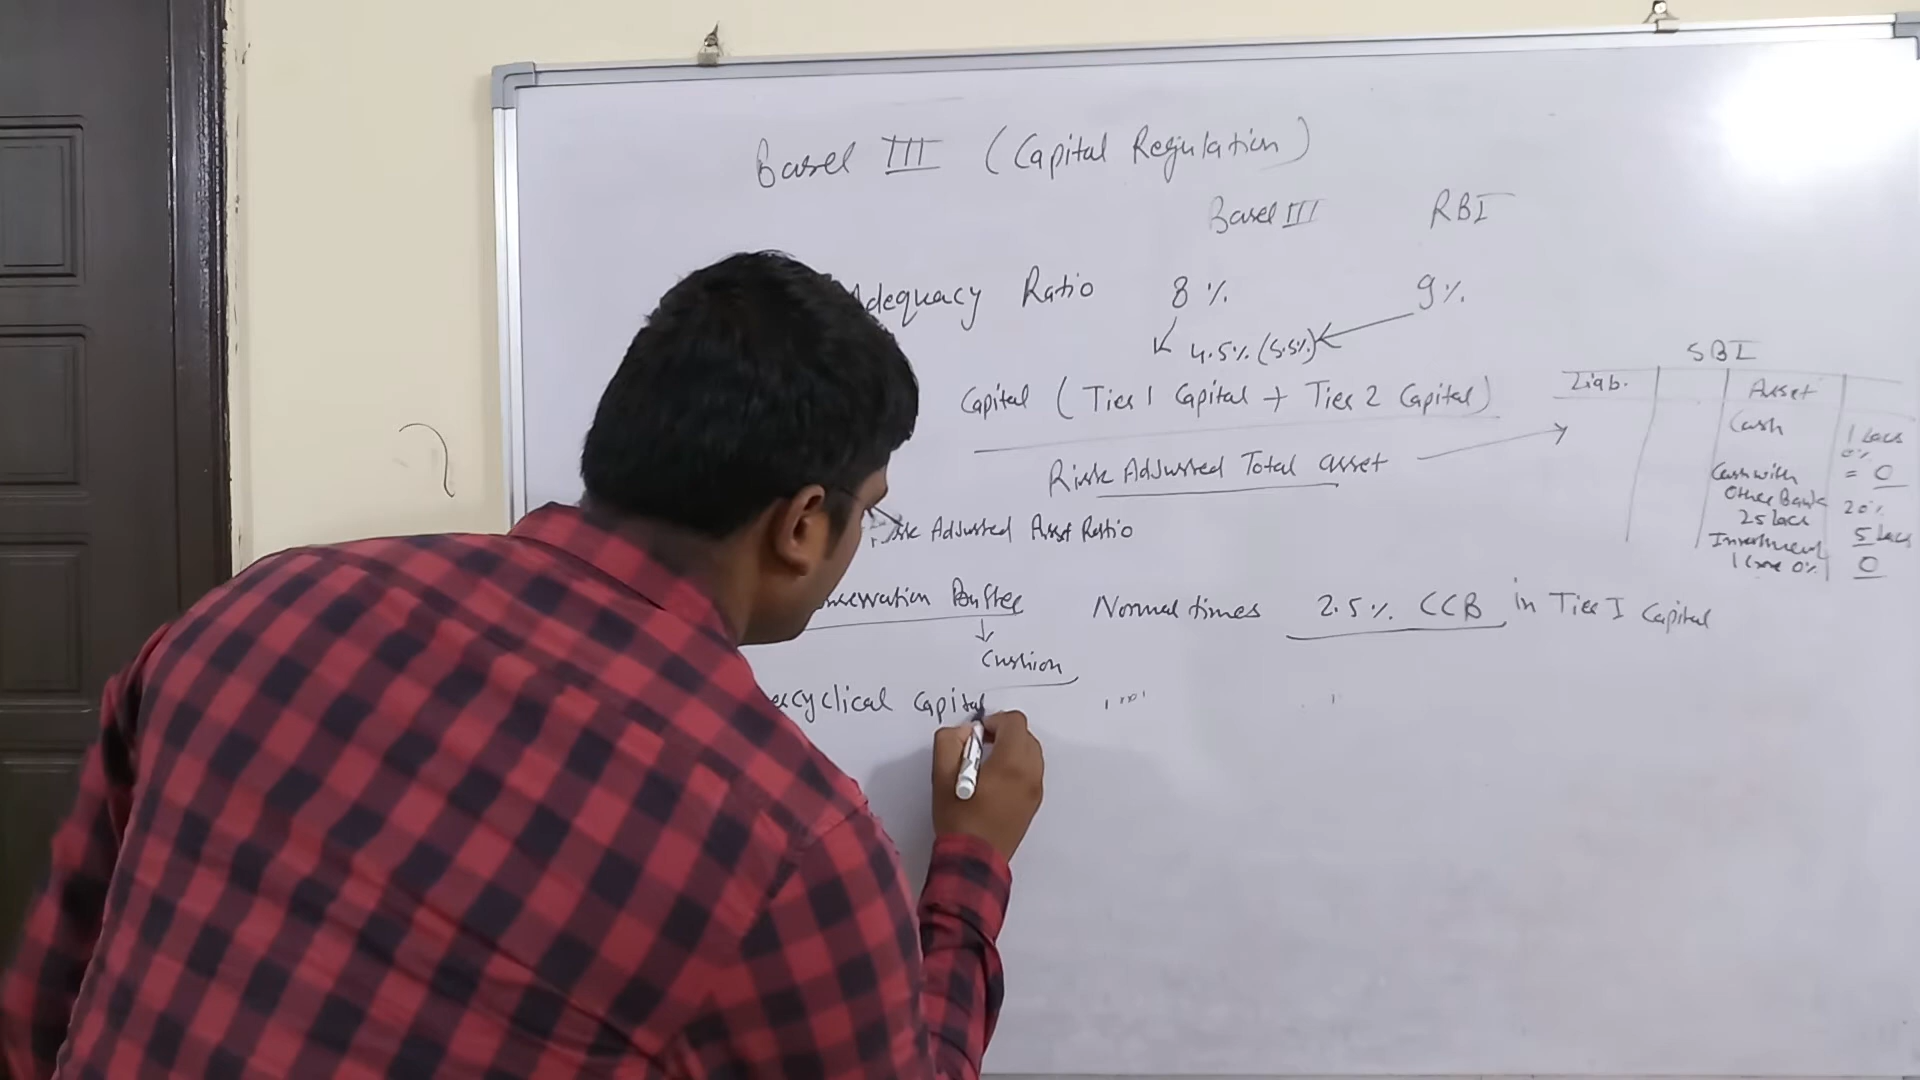 Basel III (Capital Regulation)
Basel III RBI
Adequacy Ratio 8 % 9%
4.5% (5.5%)
Capital (Tier 1 Capital + Tier 2 Capital)
Risk Adjusted Total asset
Adjusted Asset Ratio
Buffer Normal times 2.5% CCB in Tier I Capital
Cushion
cyclical Capital
SBI
Liab. Asset
Cash 1 Lacs
0%
Cash with = 0
Other Bank 20%
25 lacs 5 Lacs
Investment
1 Crore 0% 0